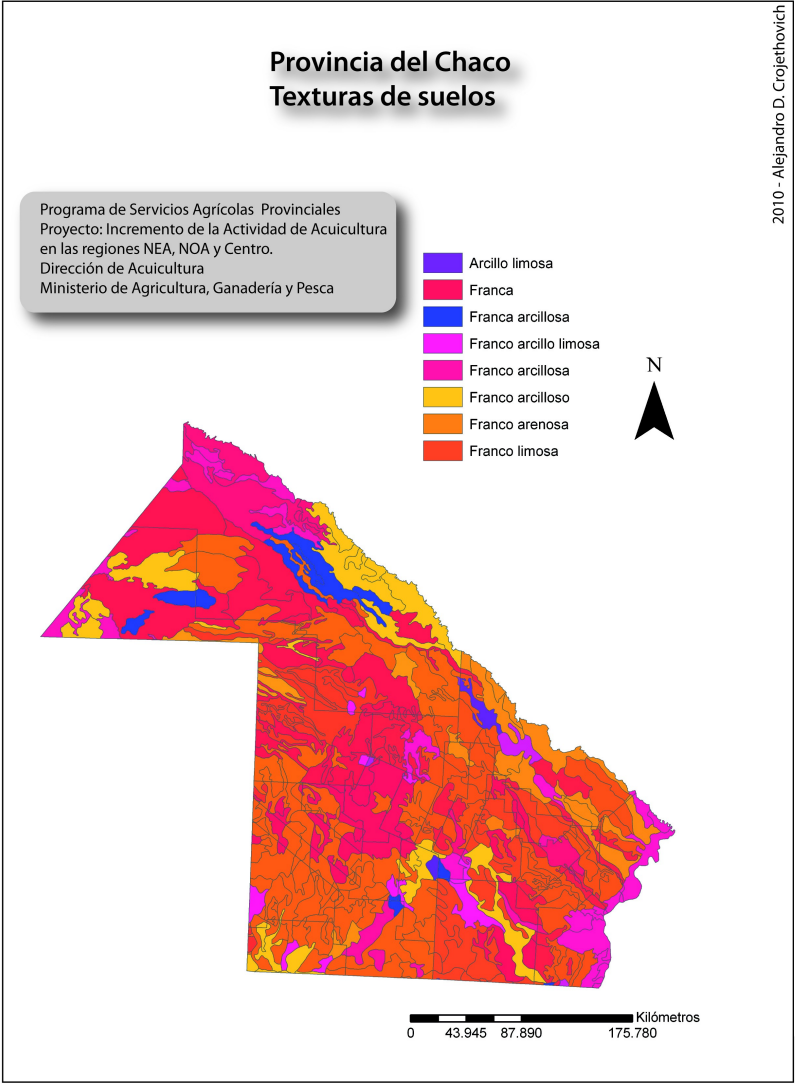 Provincia del Chaco
Texturas de suelos
2010 - Alejandro D. Crojethovich
Programa de Servicios Agrícolas Provinciales
Proyecto: Incremento de la Actividad de Acuicultura
en las regiones NEA, NOA y Centro.
Dirección de Acuicultura
Ministerio de Agricultura, Ganadería y Pesca
Arcillo limosa
Franca
Franca arcillosa
Franco arcillo limosa
Franco arcillosa
Franco arcilloso
Franco arenosa
Franco limosa
N
Kilómetros
0 43.945 87.890 175.780